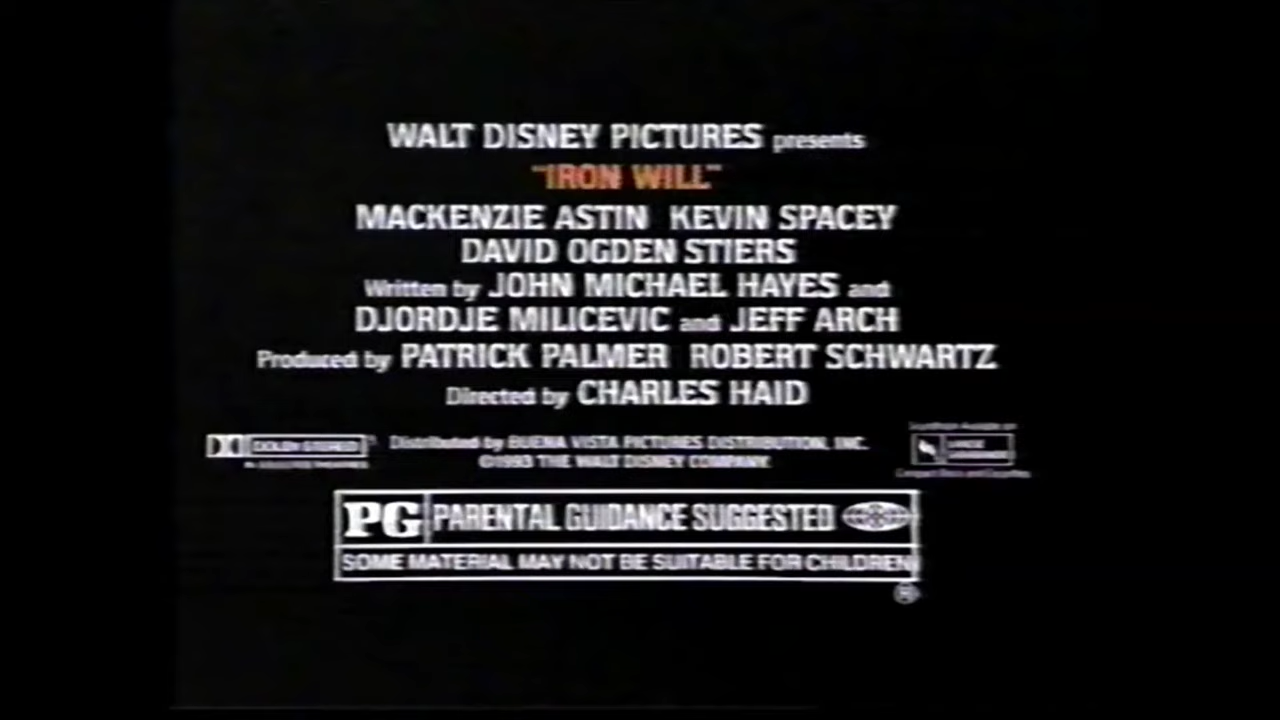 WALT DISNEY PICTURES presents
"IRON WILL"
MACKENZIE ASTIN KEVIN SPACEY
DAVID OGDEN STIERS
Written by JOHN MICHAEL HAYES and
DJORDJE MILICEVIC and JEFF ARCH
Produced by PATRICK PALMER ROBERT SCHWARTZ
Directed by CHARLES HAID
DOLBY STEREO
Distributed by BUENA VISTA PICTURES DISTRIBUTION, INC.
©1993 THE WALT DISNEY COMPANY
PG PARENTAL GUIDANCE SUGGESTED
SOME MATERIAL MAY NOT BE SUITABLE FOR CHILDREN
®